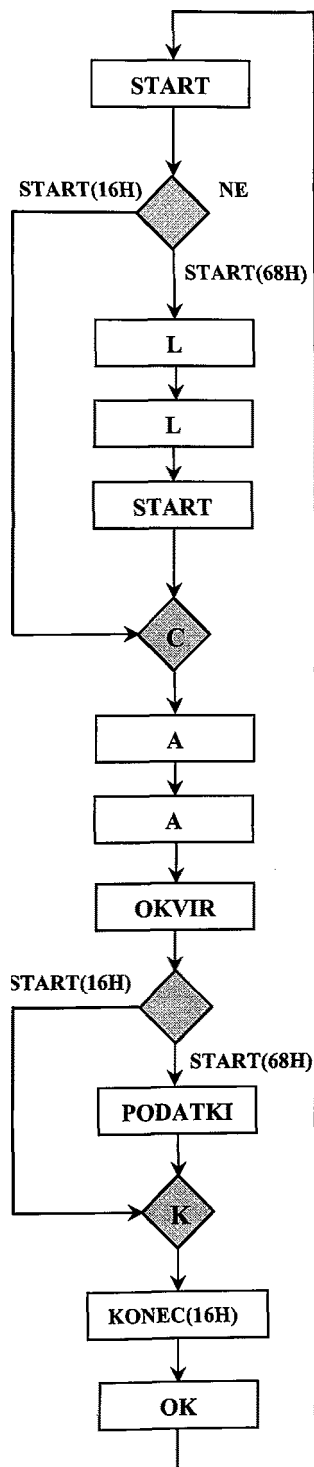 START
START(16H) NE
START(68H)
L
L
START
C
A
A
OKVIR
START(16H)
START(68H)
PODATKI
K
KONEC(16H)
OK